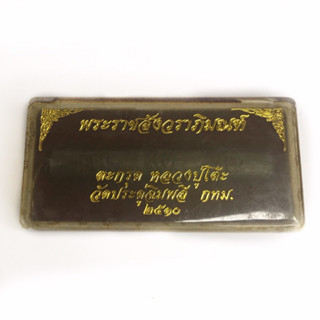 พระราชสังวราภิมณฑ์
ตะกรุด หลวงปู่โต๊ะ
วัดประดู่ฉิมพลี กทม.
๒๕๑๐